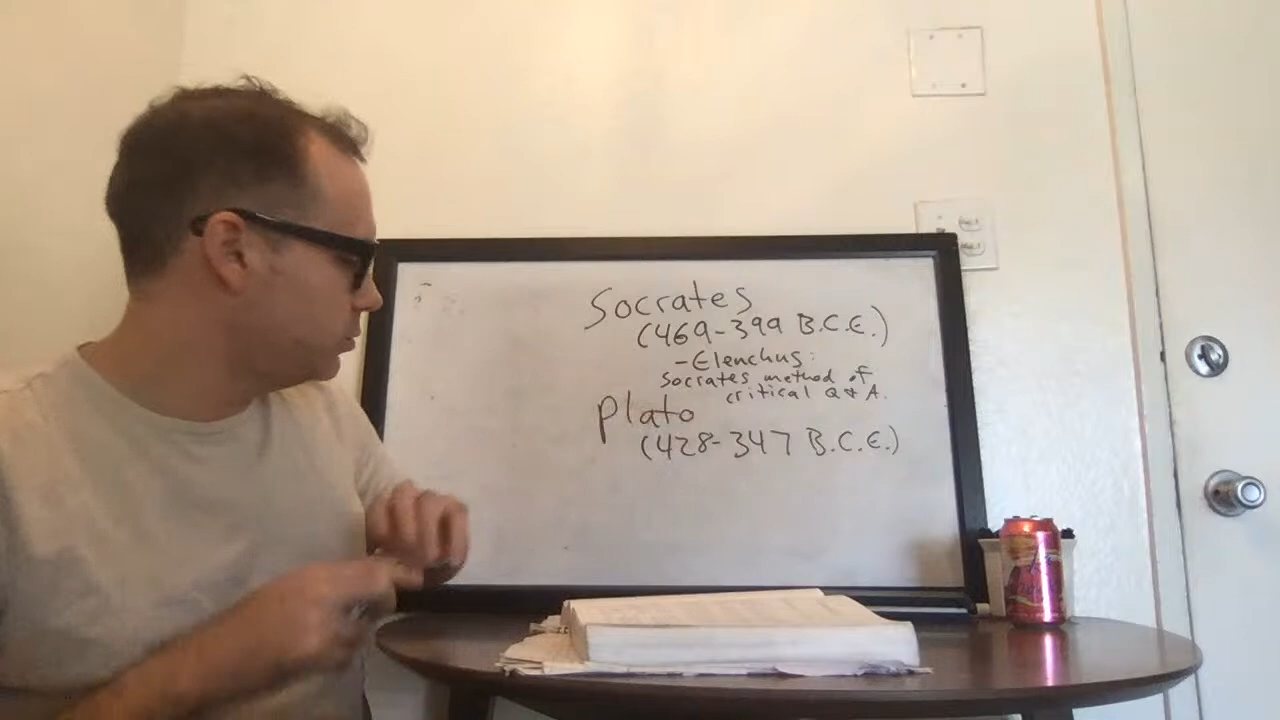 Socrates
(469-399 B.C.E.)
-Elenchus:
Socrates method of
critical Q & A.
Plato
(428-347 B.C.E.)